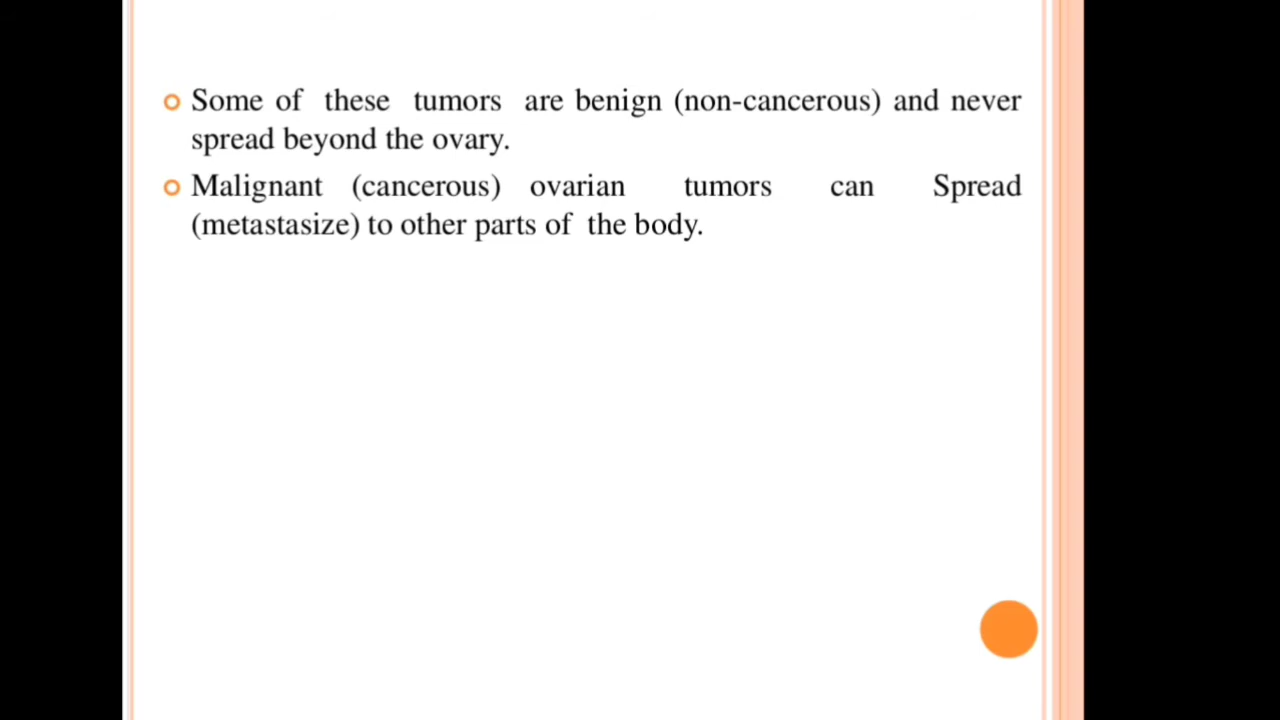 Some of these tumors are benign (non-cancerous) and never
spread beyond the ovary.
Malignant (cancerous) ovarian tumors can Spread
(metastasize) to other parts of the body.